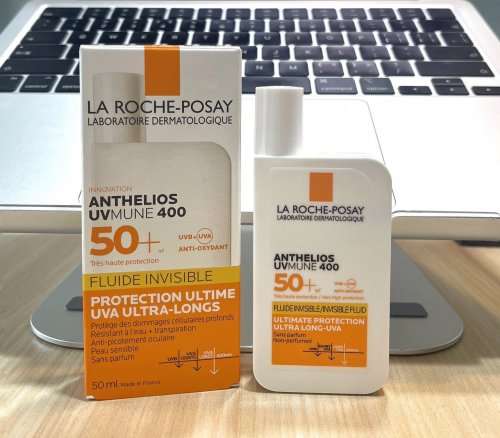 LA ROCHE-POSAY
LABORATOIRE DERMATOLOGIQUE
INNOVATION
ANTHELIOS
UVMUNE 400
50+
Très haute protection
UVB+UVA
ANTI-OXYDANT
FLUIDE INVISIBLE
PROTECTION ULTIME
UVA ULTRA-LONGS
Protège des dommages cellulaires profonds
Résistant à l'eau + transpiration
Anti-picotement oculaire
Peau sensible
Sans parfum
50 ml Made in France
LA ROCHE-POSAY
LABORATOIRE DERMATOLOGIQUE
ANTHELIOS
UVMUNE 400
50+
Très haute protection / Very high protection
FLUIDE INVISIBLE/INVISIBLE FLUID
ULTIMATE PROTECTION
ULTRA LONG-UVA
Sans parfum
Non-perfumed